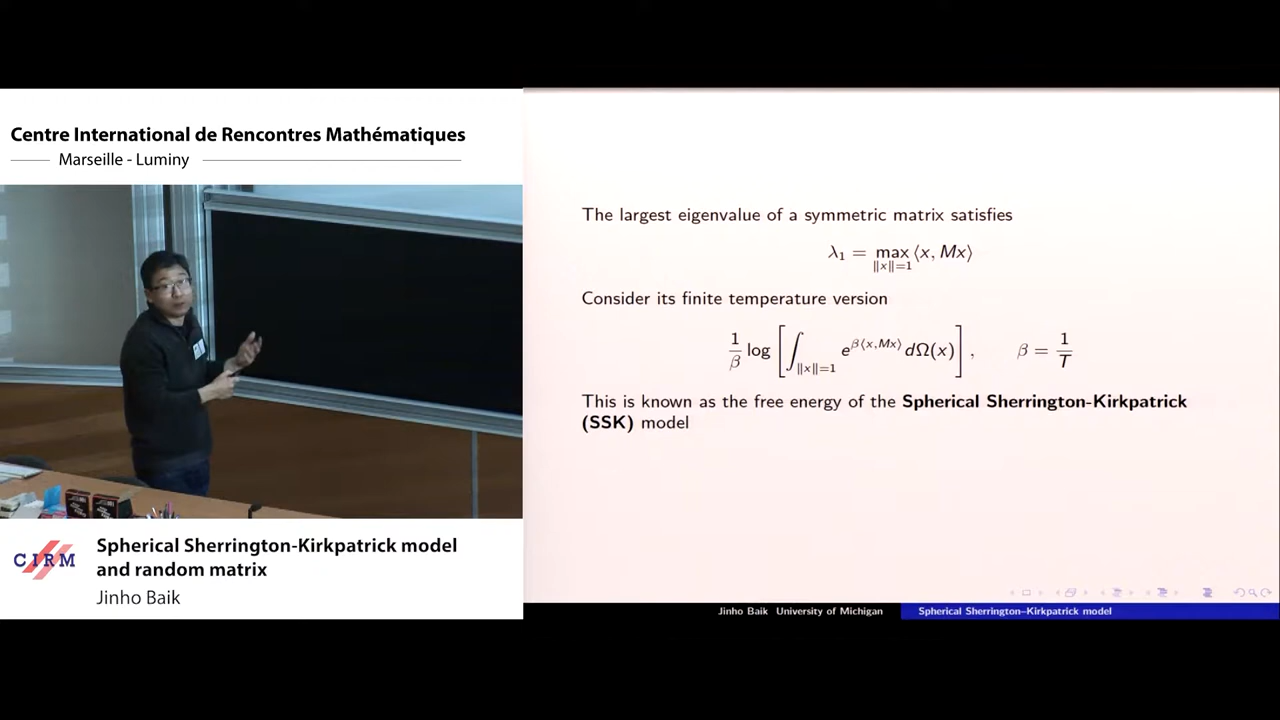 Centre International de Rencontres Mathématiques
Marseille - Luminy
The largest eigenvalue of a symmetric matrix satisfies
λ₁ = max_{‖x‖=1} ⟨x, Mx⟩
Consider its finite temperature version
1/β log [ ∫_{‖x‖=1} e^{β⟨x,Mx⟩} dΩ(x) ] ,   β = 1/T
This is known as the free energy of the Spherical Sherrington-Kirkpatrick
(SSK) model
CIRM
Spherical Sherrington-Kirkpatrick model
and random matrix
Jinho Baik
Jinho Baik University of Michigan
Spherical Sherrington–Kirkpatrick model